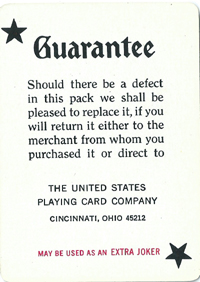 Guarantee
Should there be a defect
in this pack we shall be
pleased to replace it, if you
will return it either to the
merchant from whom you
purchased it or direct to
THE UNITED STATES
PLAYING CARD COMPANY
CINCINNATI, OHIO 45212
MAY BE USED AS AN EXTRA JOKER